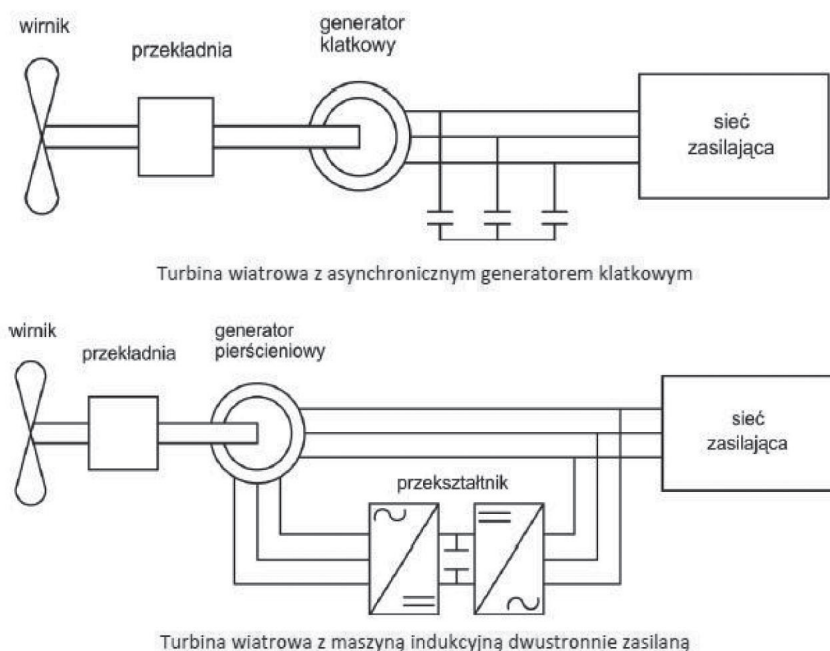 wirnik
przekładnia
generator
klatkowy
sieć
zasilająca
Turbina wiatrowa z asynchronicznym generatorem klatkowym
wirnik
przekładnia
generator
pierścieniowy
sieć
zasilająca
przekształtnik
Turbina wiatrowa z maszyną indukcyjną dwustronnie zasilaną